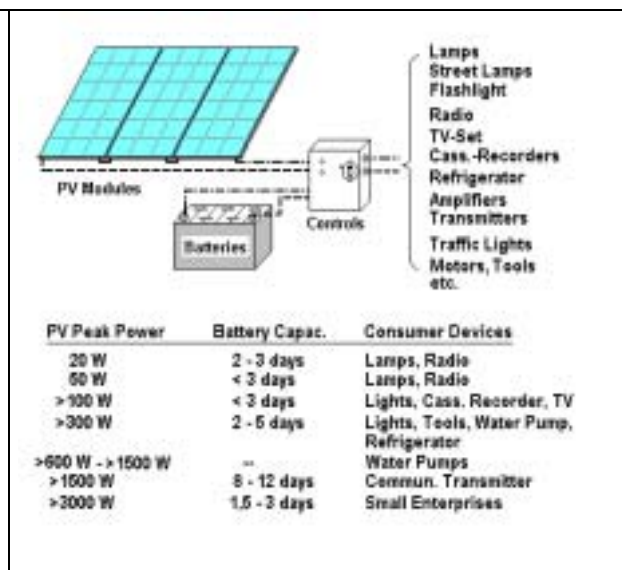 Lamps
Street Lamps
Flashlight
Radio
TV-Set
Cass.-Recorders
Refrigerator
Amplifiers
Transmitters
Traffic Lights
Motors, Tools
etc.
PV Modules
Controls
Batteries
PV Peak Power Battery Capac. Consumer Devices
20 W 2 - 3 days Lamps, Radio
50 W < 3 days Lamps, Radio
>100 W < 3 days Lights, Cass. Recorder, TV
>300 W 2 - 5 days Lights, Tools, Water Pump,
Refrigerator
>600 W - >1500 W -- Water Pumps
>1500 W 8 - 12 days Commun. Transmitter
>3000 W 1,5 - 3 days Small Enterprises